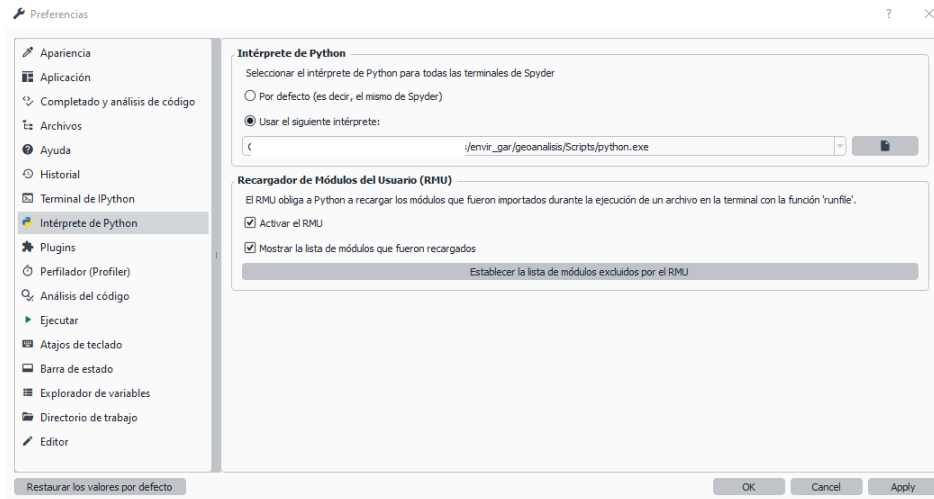 Preferencias
?
Apariencia
Aplicación
Completado y análisis de código
Archivos
Ayuda
Historial
Terminal de IPython
Intérprete de Python
Plugins
Perfilador (Profiler)
Análisis del código
Ejecutar
Atajos de teclado
Barra de estado
Explorador de variables
Directorio de trabajo
Editor
Intérprete de Python
Seleccionar el intérprete de Python para todas las terminales de Spyder
Por defecto (es decir, el mismo de Spyder)
Usar el siguiente intérprete:
/envir_gar/geoanalisis/Scripts/python.exe
Recargador de Módulos del Usuario (RMU)
El RMU obliga a Python a recargar los módulos que fueron importados durante la ejecución de un archivo en la terminal con la función 'runfile'.
Activar el RMU
Mostrar la lista de módulos que fueron recargados
Establecer la lista de módulos excluidos por el RMU
Restaurar los valores por defecto
OK
Cancel
Apply